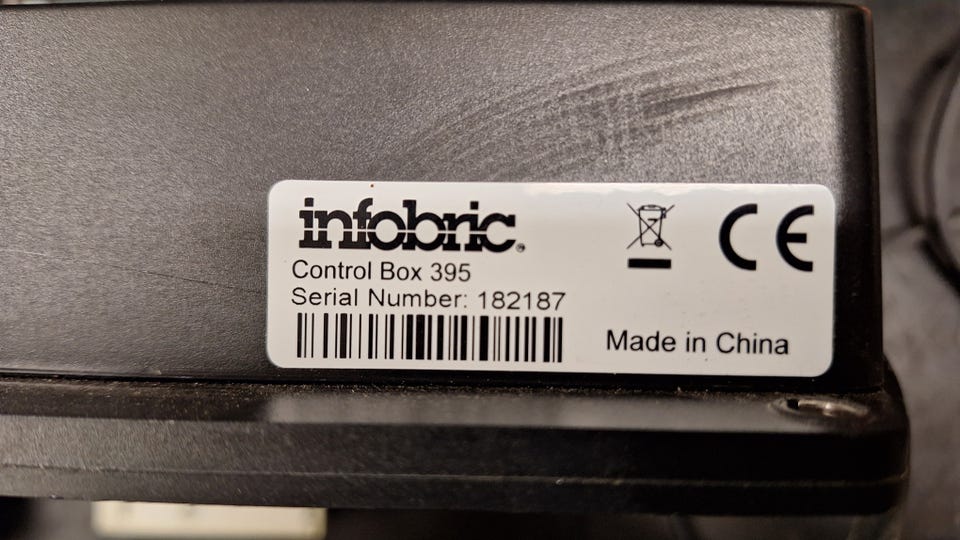 infobric®
Control Box 395
Serial Number: 182187
CE
Made in China